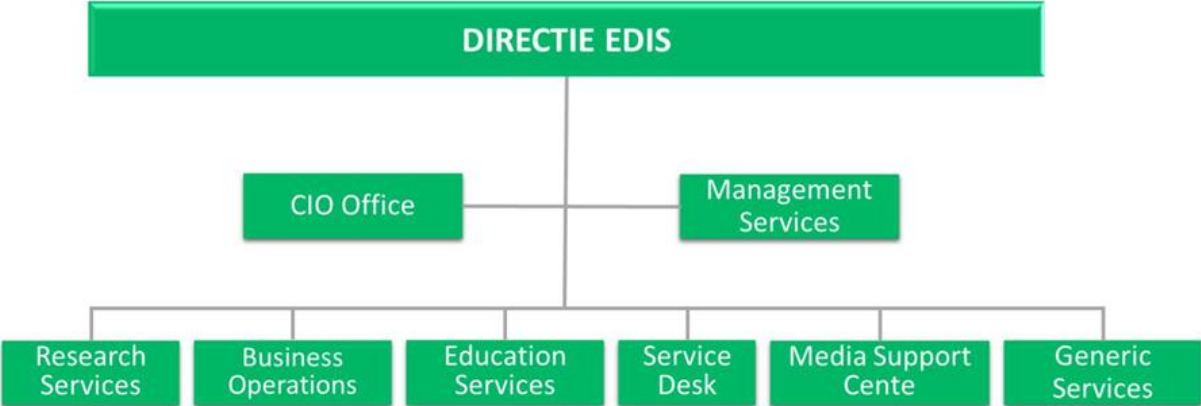 DIRECTIE EDIS
CIO Office
Management
Services
Research
Services
Business
Operations
Education
Services
Service
Desk
Media Support
Cente
Generic
Services